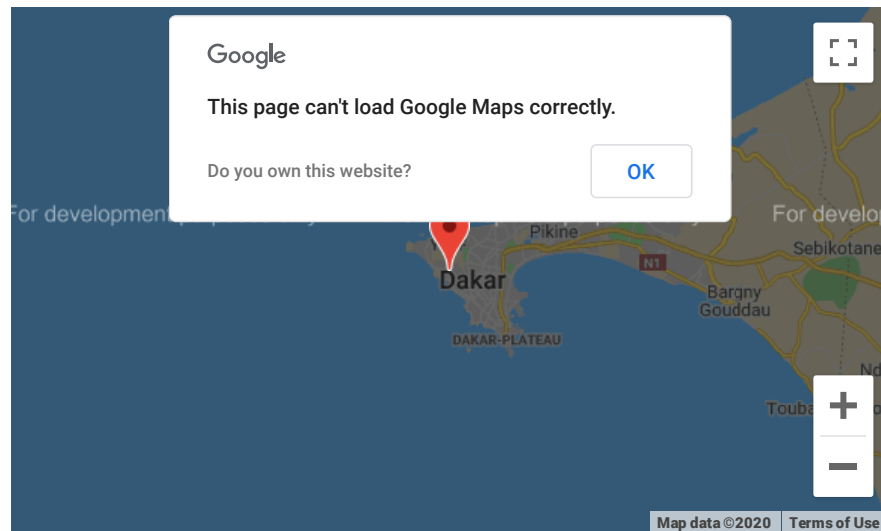 Google
This page can't load Google Maps correctly.
Do you own this website?
OK
For development
For develo
Pikine
Sebikotane
N1
Dakar
Bargny
Gouddau
DAKAR-PLATEAU
Touba
Map data ©2020
Terms of Use